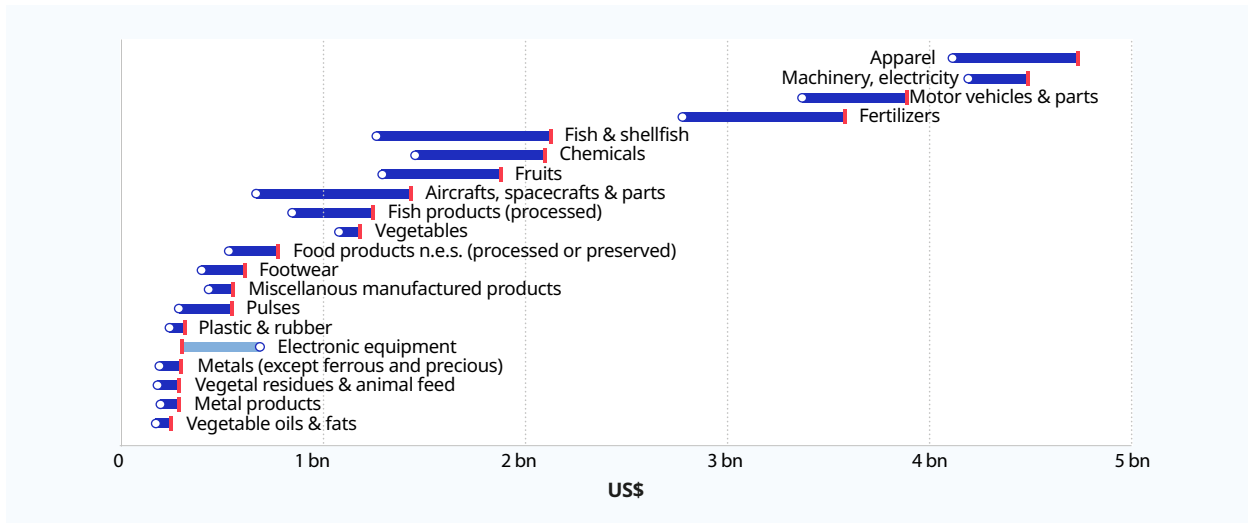 Apparel
Machinery, electricity
Motor vehicles & parts
Fertilizers
Fish & shellfish
Chemicals
Fruits
Aircrafts, spacecrafts & parts
Fish products (processed)
Vegetables
Food products n.e.s. (processed or preserved)
Footwear
Miscellanous manufactured products
Pulses
Plastic & rubber
Electronic equipment
Metals (except ferrous and precious)
Vegetal residues & animal feed
Metal products
Vegetable oils & fats
0 1 bn 2 bn 3 bn 4 bn 5 bn
US$